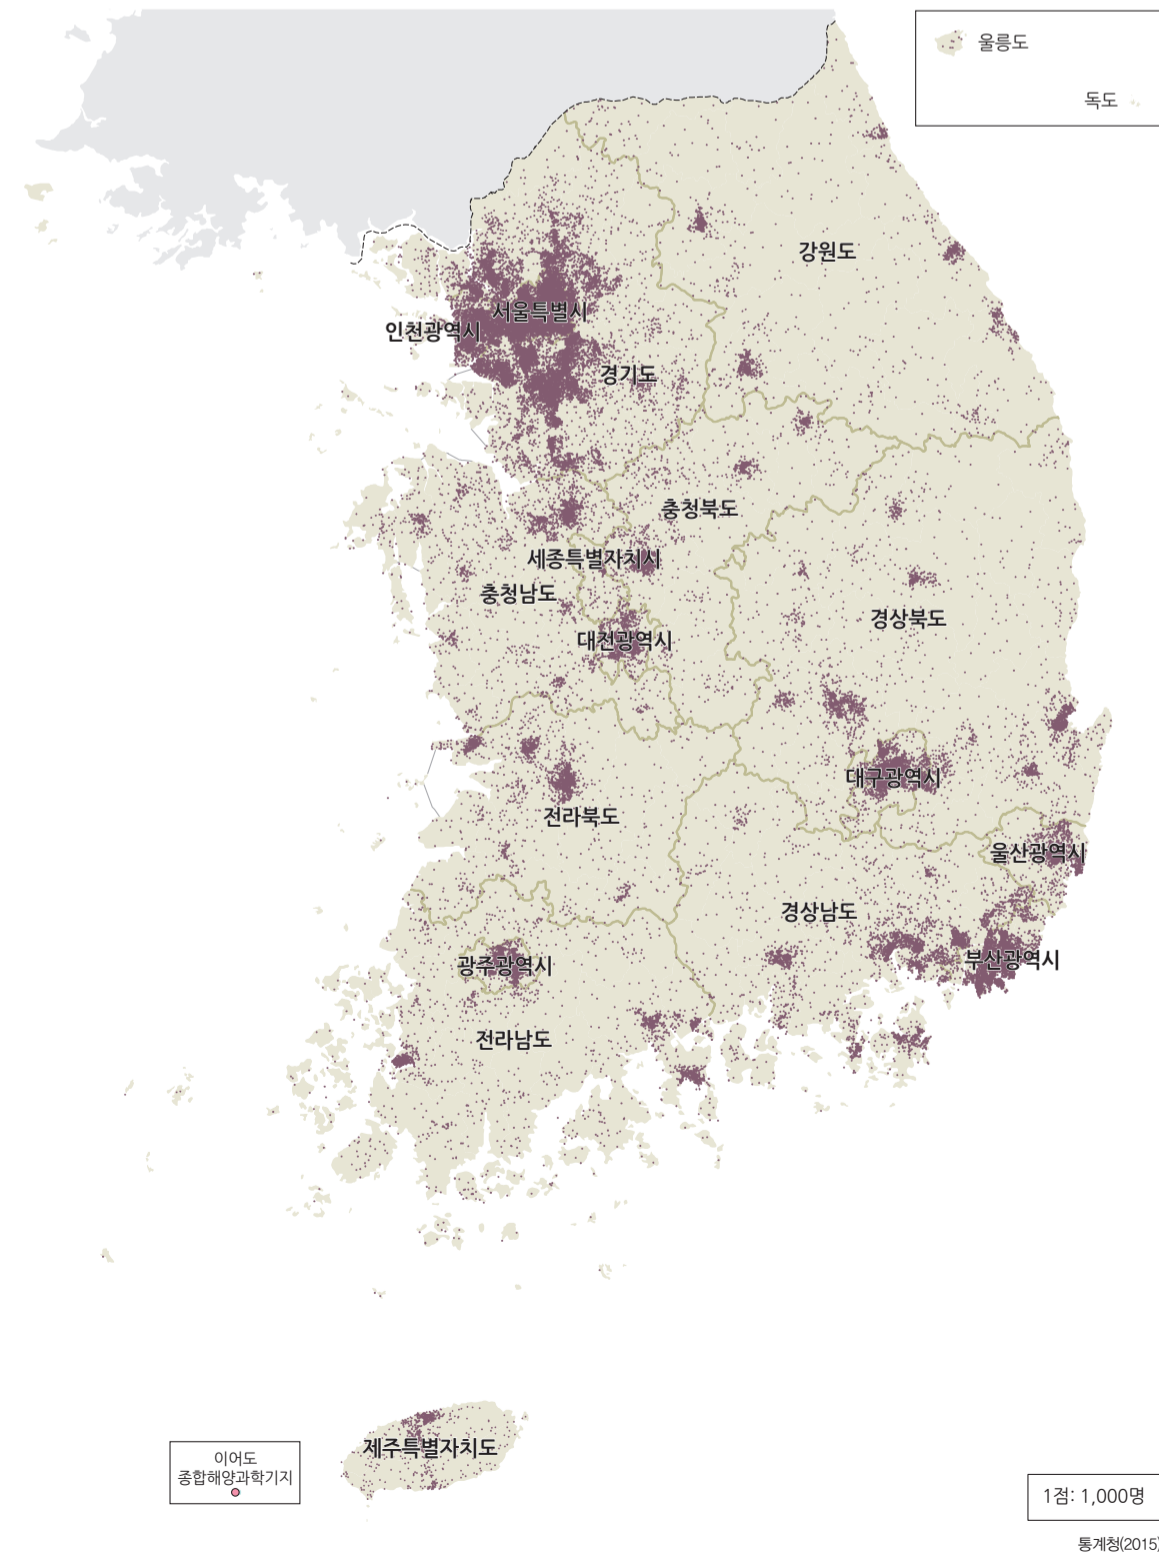 울릉도
독도
강원도
서울특별시
인천광역시
경기도
충청북도
세종특별자치시
충청남도
경상북도
대전광역시
대구광역시
전라북도
울산광역시
경상남도
부산광역시
광주광역시
전라남도
제주특별자치도
이어도
종합해양과학기지
1점: 1,000명
통계청(2015)